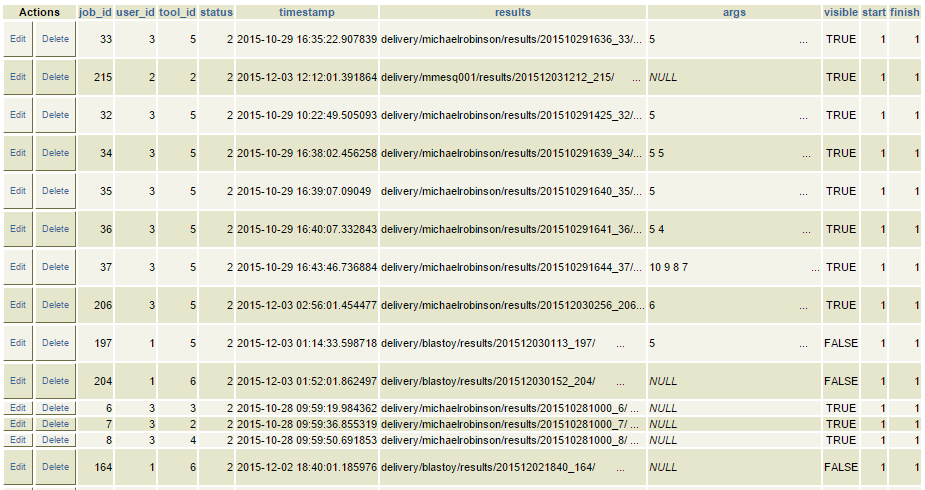 Actions job_id user_id tool_id status timestamp results args visible start finish
Edit Delete 33 3 5 2 2015-10-29 16:35:22.907839 delivery/michaelrobinson/results/201510291636_33/... 5 ... TRUE 1 1
Edit Delete 215 2 2 2 2015-12-03 12:12:01.391864 delivery/mmesq001/results/201512031212_215/ ... NULL TRUE 1 1
Edit Delete 32 3 5 2 2015-10-29 10:22:49.505093 delivery/michaelrobinson/results/201510291425_32/... 5 ... TRUE 1 1
Edit Delete 34 3 5 2 2015-10-29 16:38:02.456258 delivery/michaelrobinson/results/201510291639_34/... 5 5 ... TRUE 1 1
Edit Delete 35 3 5 2 2015-10-29 16:39:07.09049 delivery/michaelrobinson/results/201510291640_35/... 5 ... TRUE 1 1
Edit Delete 36 3 5 2 2015-10-29 16:40:07.332843 delivery/michaelrobinson/results/201510291641_36/... 5 4 ... TRUE 1 1
Edit Delete 37 3 5 2 2015-10-29 16:43:46.736884 delivery/michaelrobinson/results/201510291644_37/... 10 9 8 7 ... TRUE 1 1
Edit Delete 206 3 5 2 2015-12-03 02:56:01.454477 delivery/michaelrobinson/results/201512030256_206... 6 ... TRUE 1 1
Edit Delete 197 1 5 2 2015-12-03 01:14:33.598718 delivery/blastoy/results/201512030113_197/ ... 5 ... FALSE 1 1
Edit Delete 204 1 6 2 2015-12-03 01:52:01.862497 delivery/blastoy/results/201512030152_204/ ... NULL FALSE 1 1
Edit Delete 6 3 3 2 2015-10-28 09:59:19.984362 delivery/michaelrobinson/results/201510281000_6/ ... NULL TRUE 1 1
Edit Delete 7 3 2 2 2015-10-28 09:59:36.855319 delivery/michaelrobinson/results/201510281000_7/ ... NULL TRUE 1 1
Edit Delete 8 3 4 2 2015-10-28 09:59:50.691853 delivery/michaelrobinson/results/201510281000_8/ ... NULL TRUE 1 1
Edit Delete 164 1 6 2 2015-12-02 18:40:01.185976 delivery/blastoy/results/201512021840_164/ ... NULL FALSE 1 1